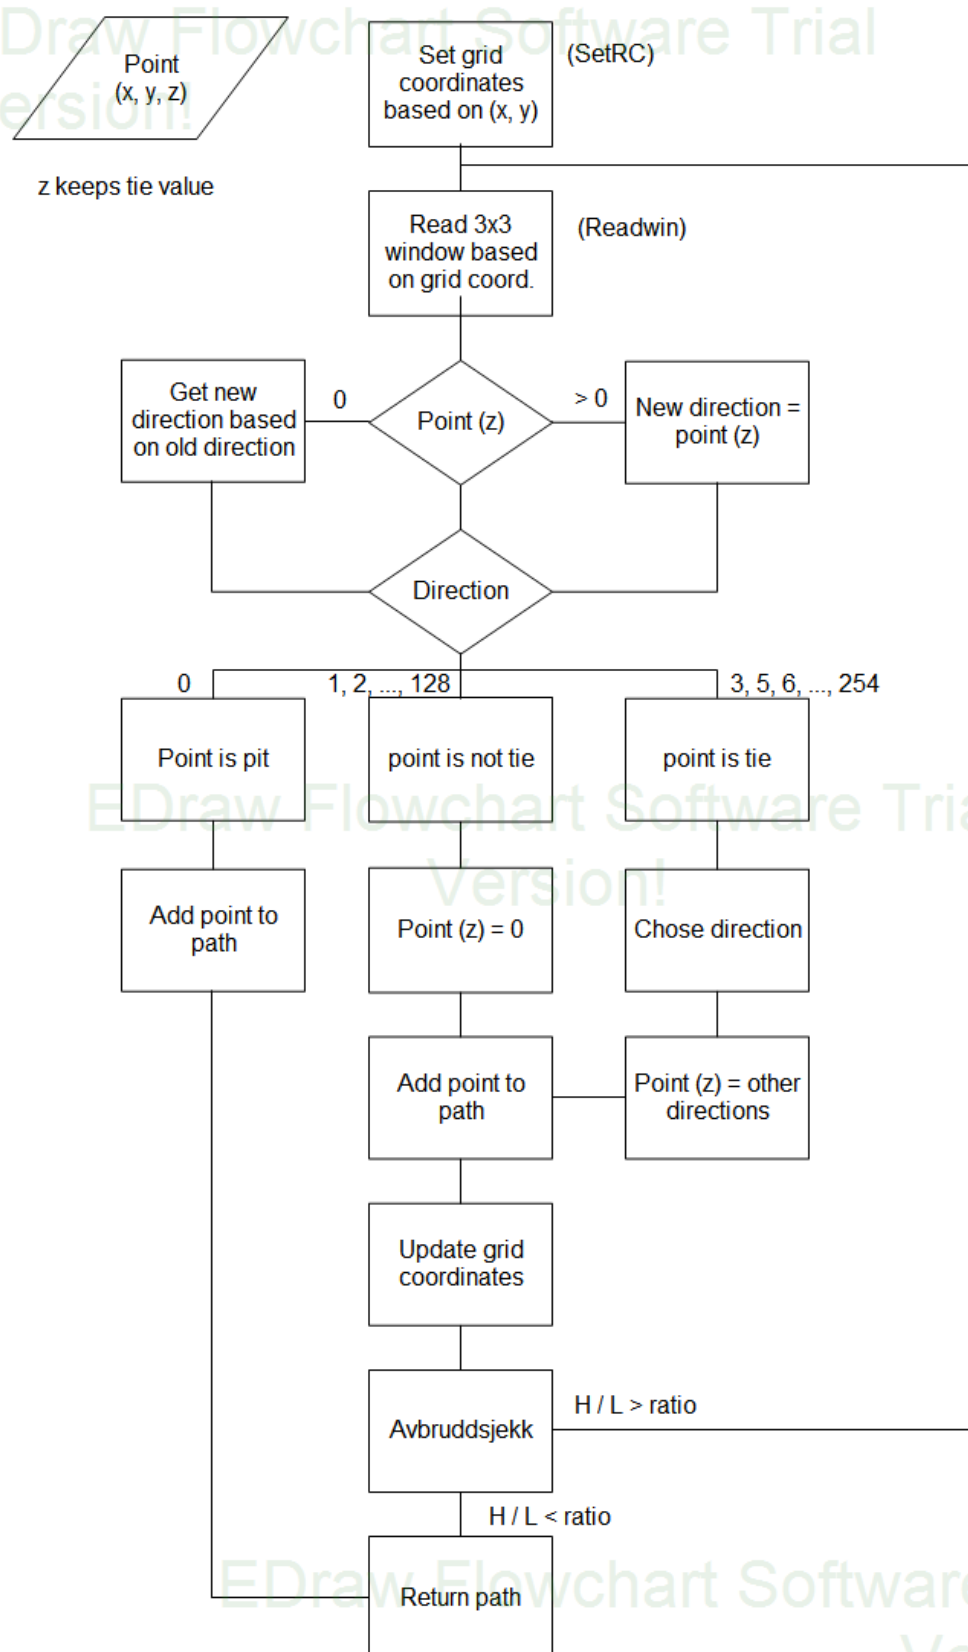 Draw Flowchart Software Trial
ersion!
Point
(x, y, z)
z keeps tie value
Set grid
coordinates
based on (x, y)
(SetRC)
Read 3x3
window based
on grid coord.
(Readwin)
Get new
direction based
on old direction
0
Point (z)
> 0
New direction =
point (z)
Direction
0
1, 2, ..., 128
3, 5, 6, ..., 254
Point is pit
point is not tie
point is tie
EDraw Flowchart Software Tria
Version!
Add point to
path
Point (z) = 0
Chose direction
Add point to
path
Point (z) = other
directions
Update grid
coordinates
Avbruddsjekk
H / L > ratio
H / L < ratio
EDraw Flowchart Software
Return path